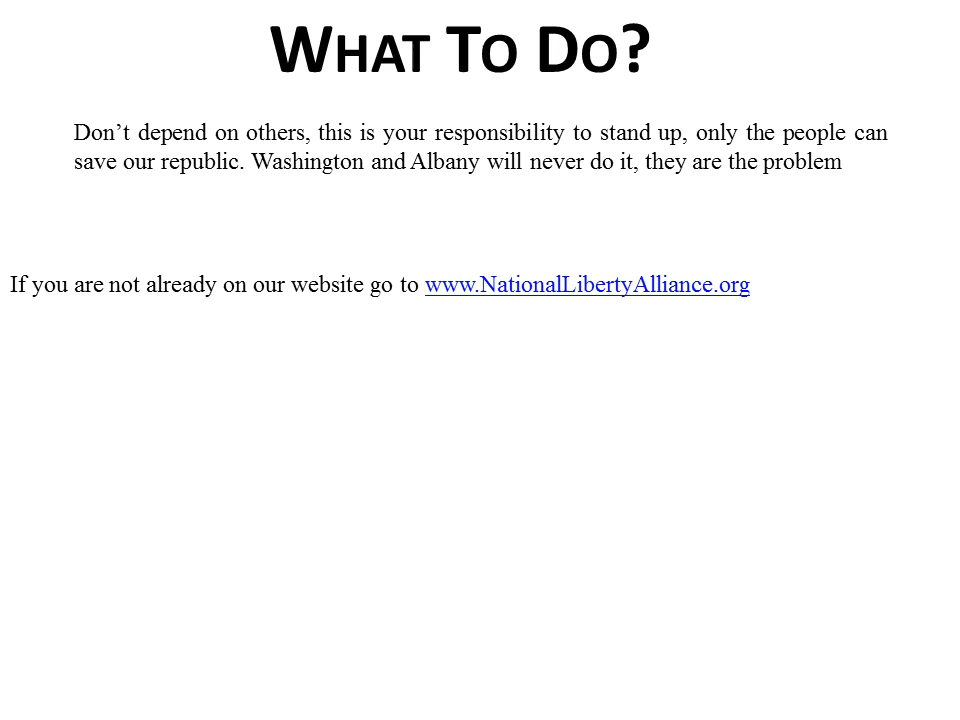 WHAT TO DO?
Don’t depend on others, this is your responsibility to stand up, only the people can
save our republic. Washington and Albany will never do it, they are the problem
If you are not already on our website go to www.NationalLibertyAlliance.org